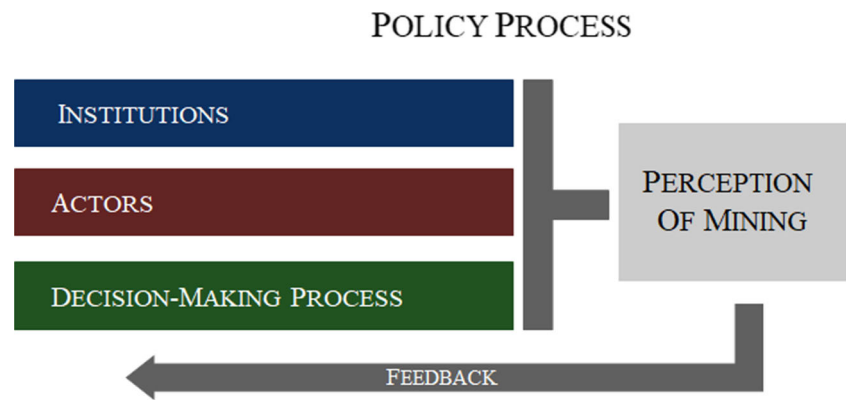 POLICY PROCESS
INSTITUTIONS
ACTORS
DECISION-MAKING PROCESS
PERCEPTION
OF MINING
FEEDBACK